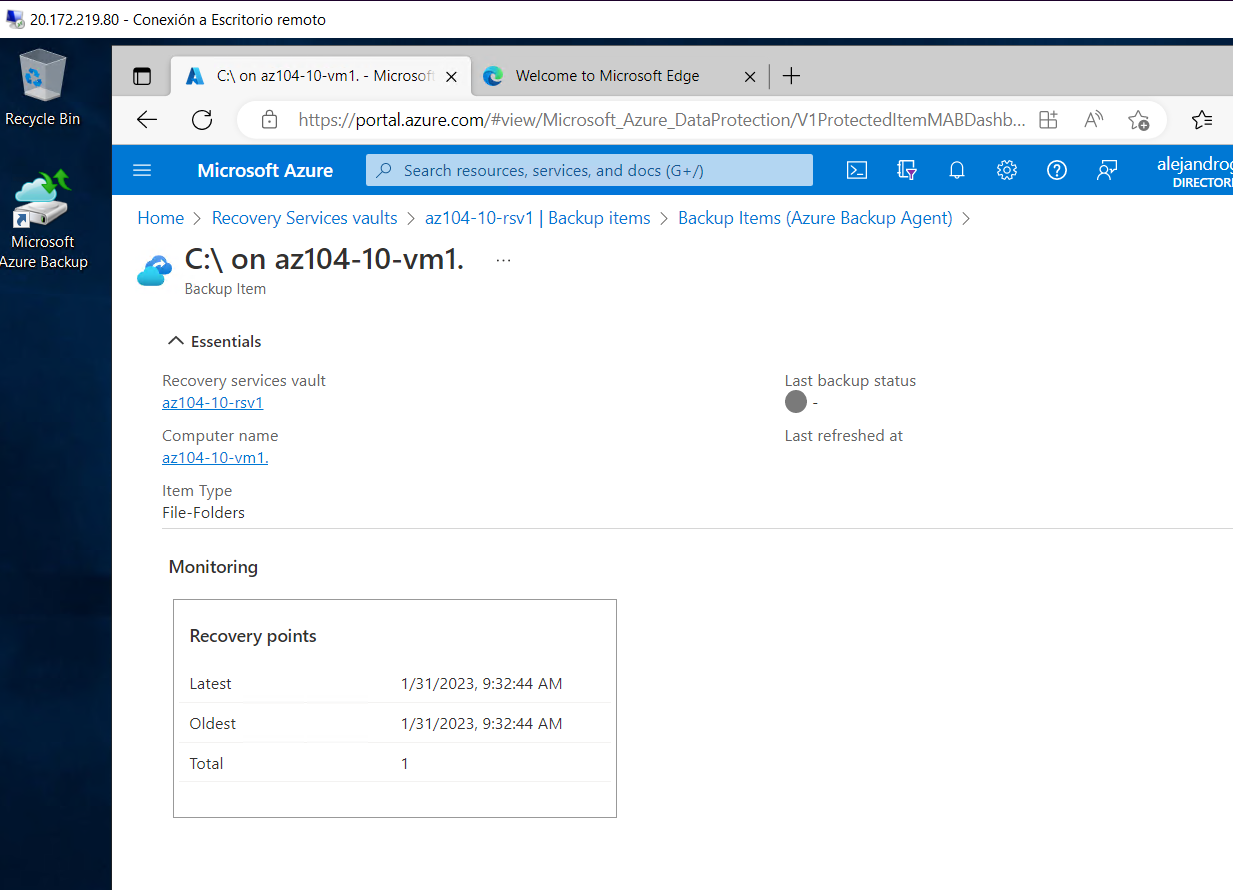 20.172.219.80 - Conexión a Escritorio remoto
Recycle Bin
Microsoft
Azure Backup
C:\ on az104-10-vm1. - Microsoft
Welcome to Microsoft Edge
https://portal.azure.com/#view/Microsoft_Azure_DataProtection/V1ProtectedItemMABDashb...
Microsoft Azure
Search resources, services, and docs (G+/)
alejandrog
DIRECTOR
Home > Recovery Services vaults > az104-10-rsv1 | Backup items > Backup Items (Azure Backup Agent) >
C:\ on az104-10-vm1. ...
Backup Item
Essentials
Recovery services vault
az104-10-rsv1
Computer name
az104-10-vm1.
Item Type
File-Folders
Last backup status
-
Last refreshed at
Monitoring
Recovery points
Latest 1/31/2023, 9:32:44 AM
Oldest 1/31/2023, 9:32:44 AM
Total 1